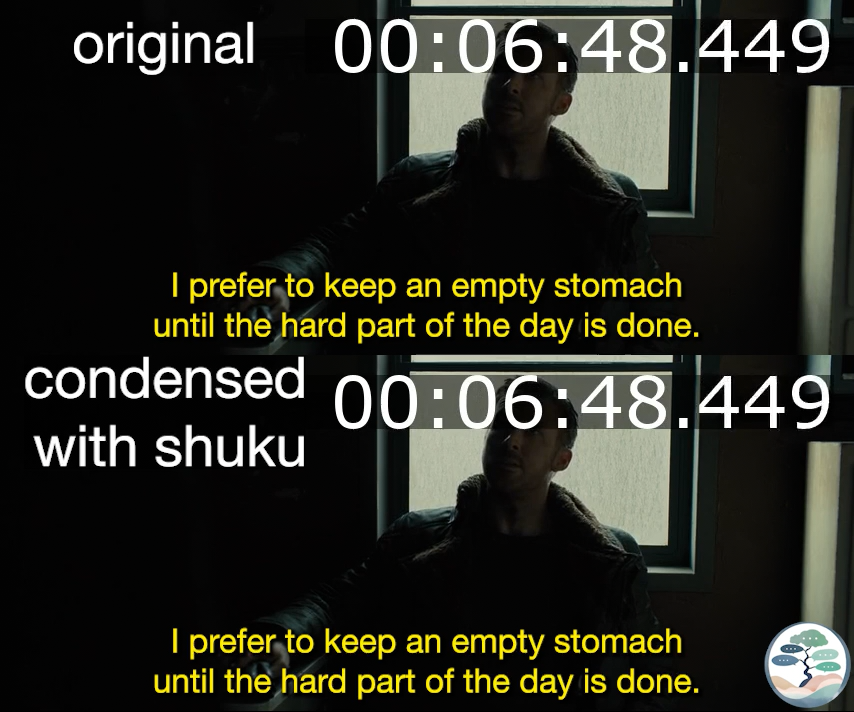 original
00:06:48.449
I prefer to keep an empty stomach
until the hard part of the day is done.
condensed
with shuku
00:06:48.449
I prefer to keep an empty stomach
until the hard part of the day is done.